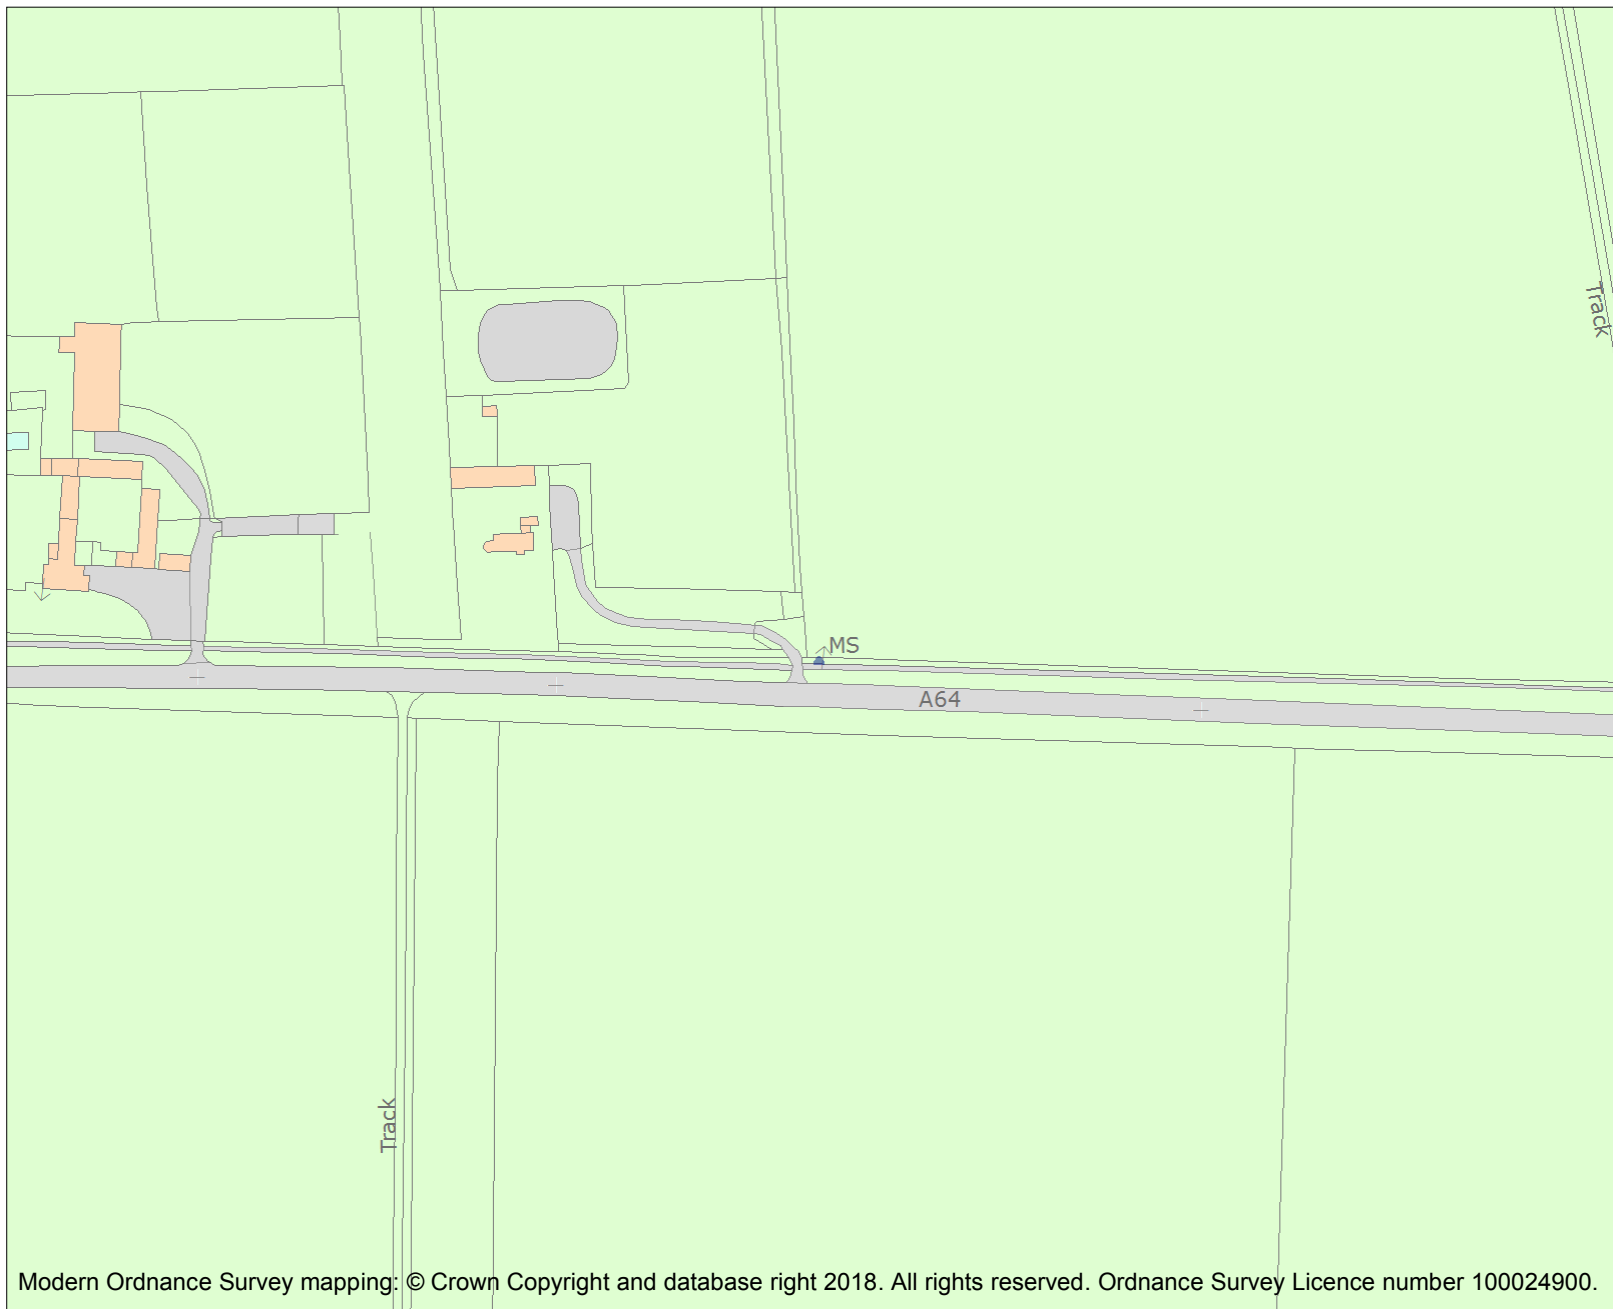 Track
MS
A64
Track
Modern Ordnance Survey mapping: © Crown Copyright and database right 2018. All rights reserved. Ordnance Survey Licence number 100024900.